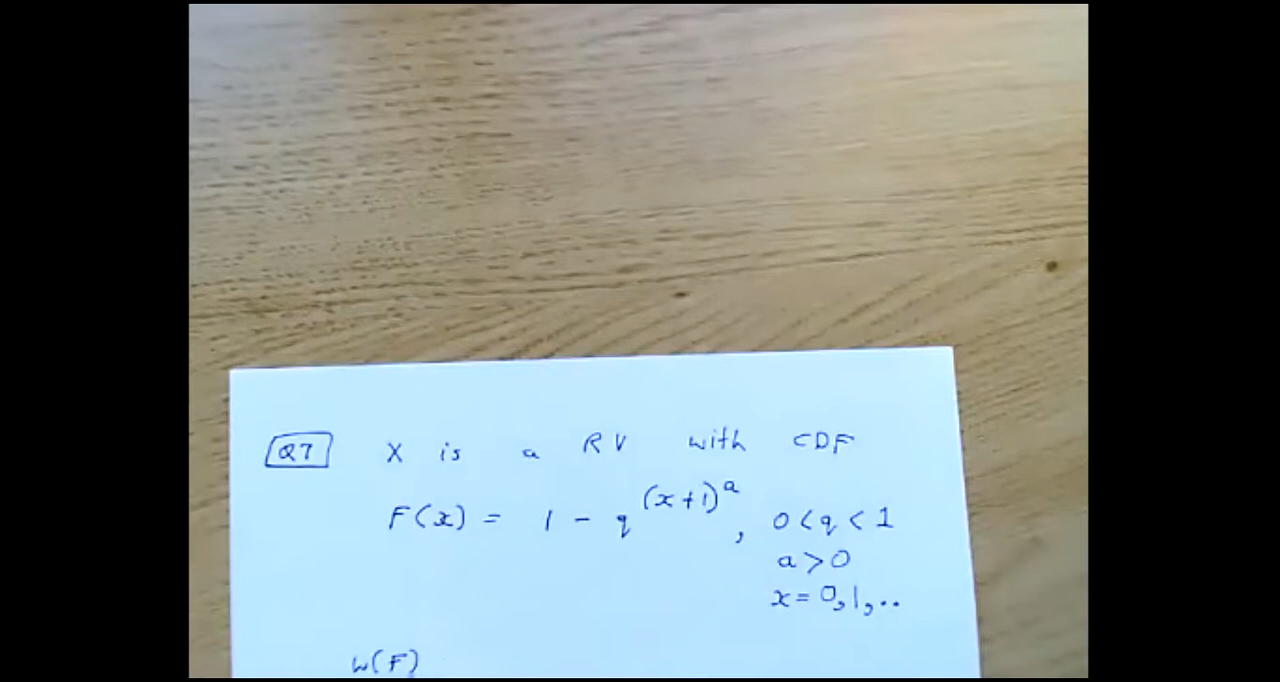 Q7 X is a RV with CDF
F(x) = 1 - q^(x+1)^a, 0<q<1
a>0
x=0,1,..
W(F)